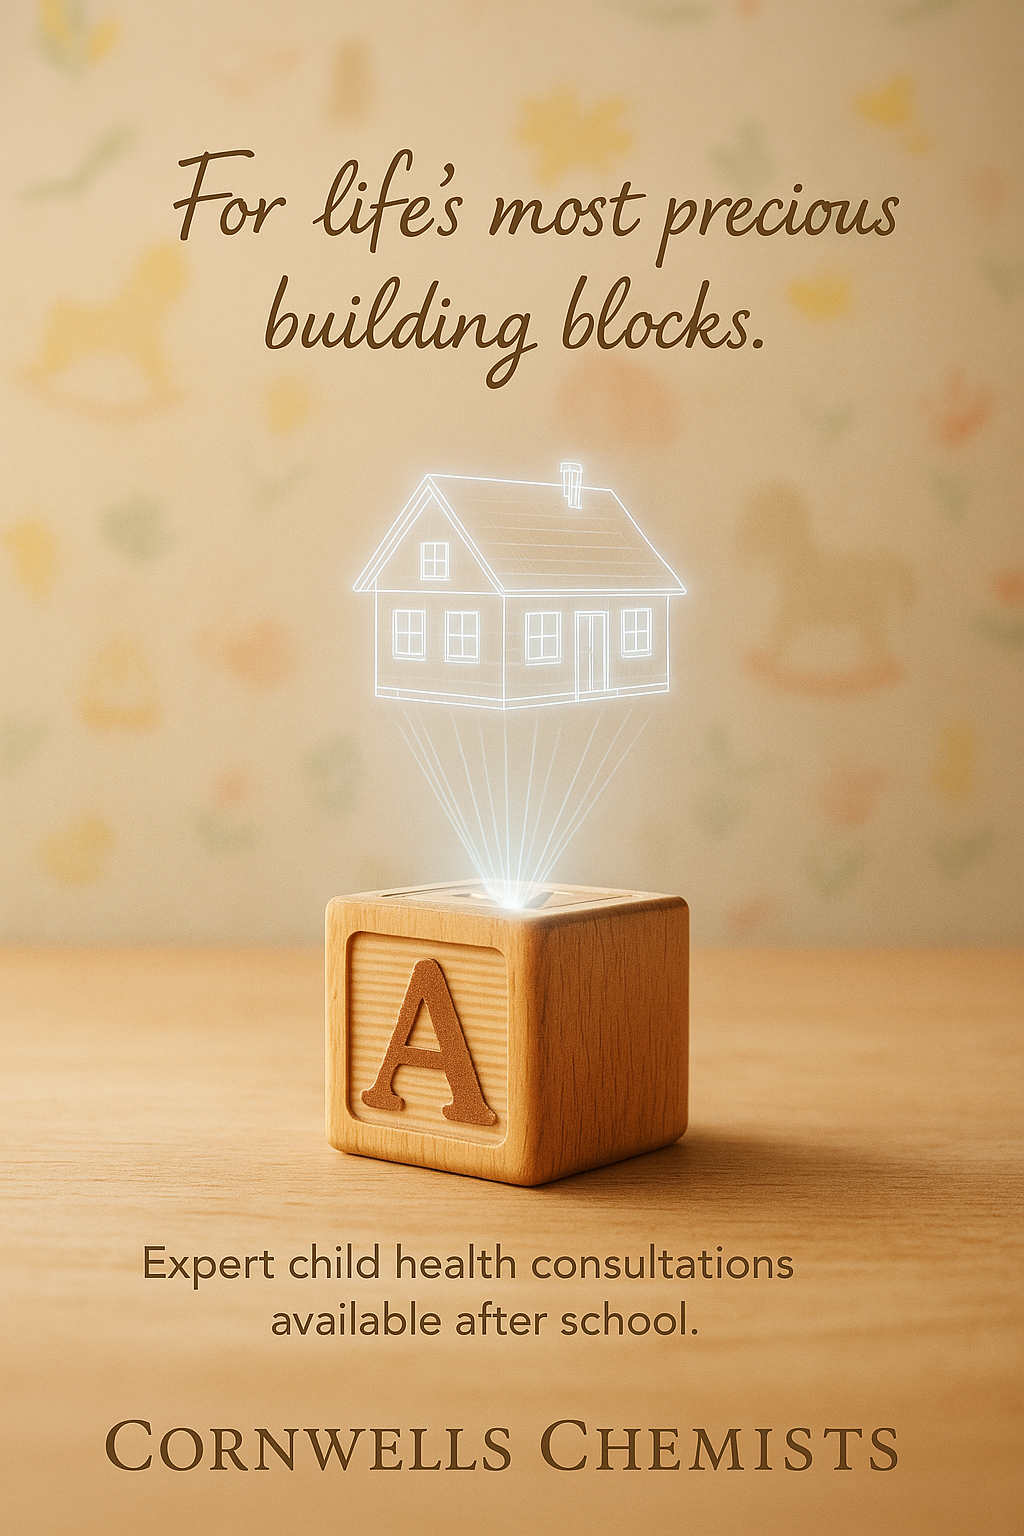 For life's most precious
building blocks.
A
Expert child health consultations
available after school.
CORNWELLS CHEMISTS